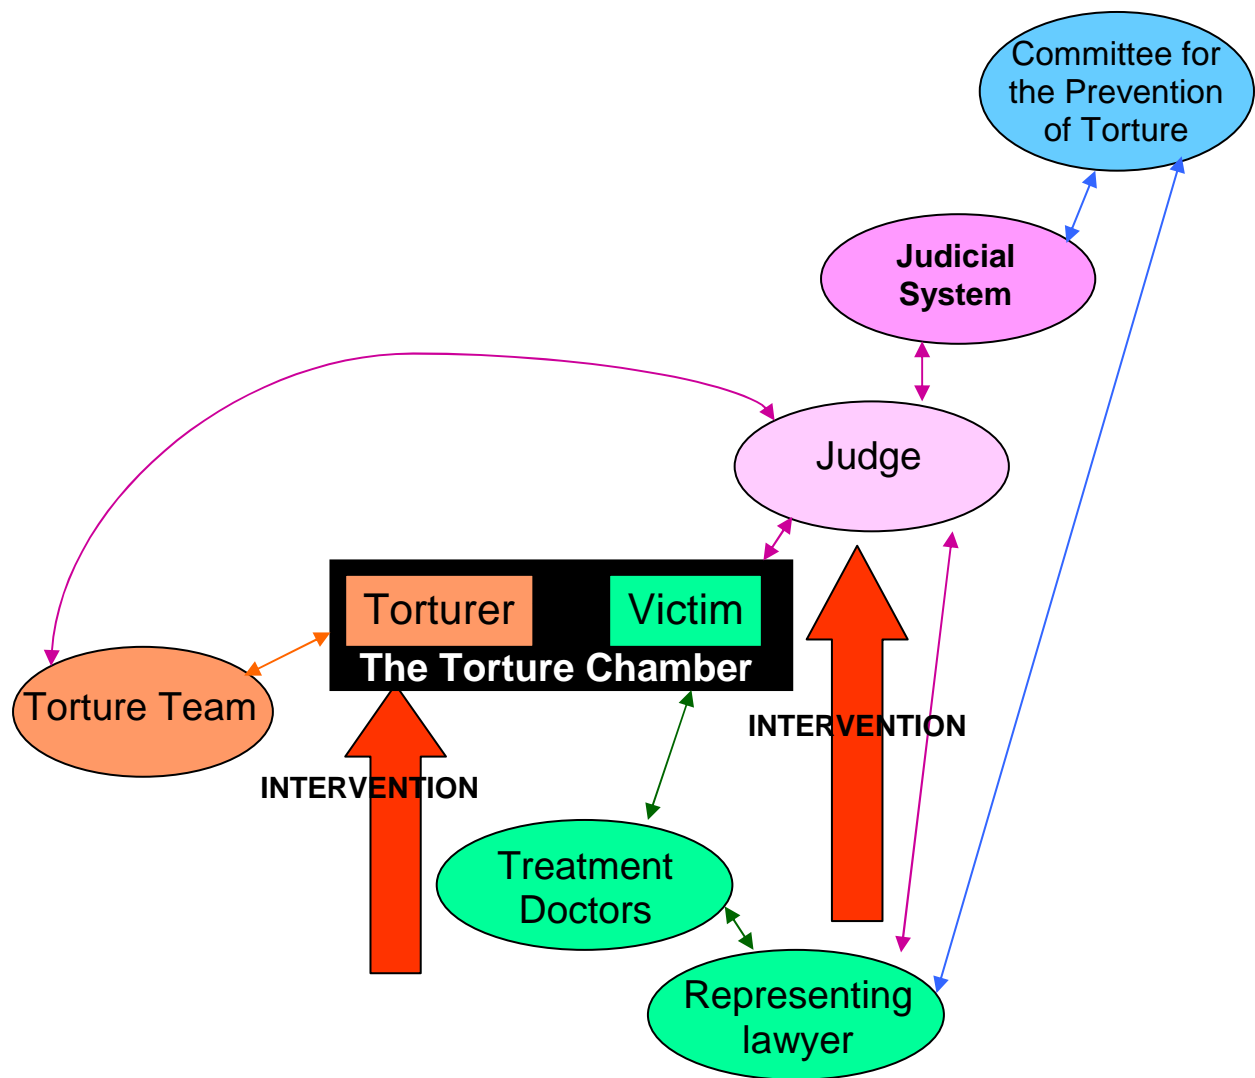 Committee for
the Prevention
of Torture
Judicial
System
Judge
Torturer
Victim
The Torture Chamber
Torture Team
INTERVENTION
INTERVENTION
Treatment
Doctors
Representing
lawyer